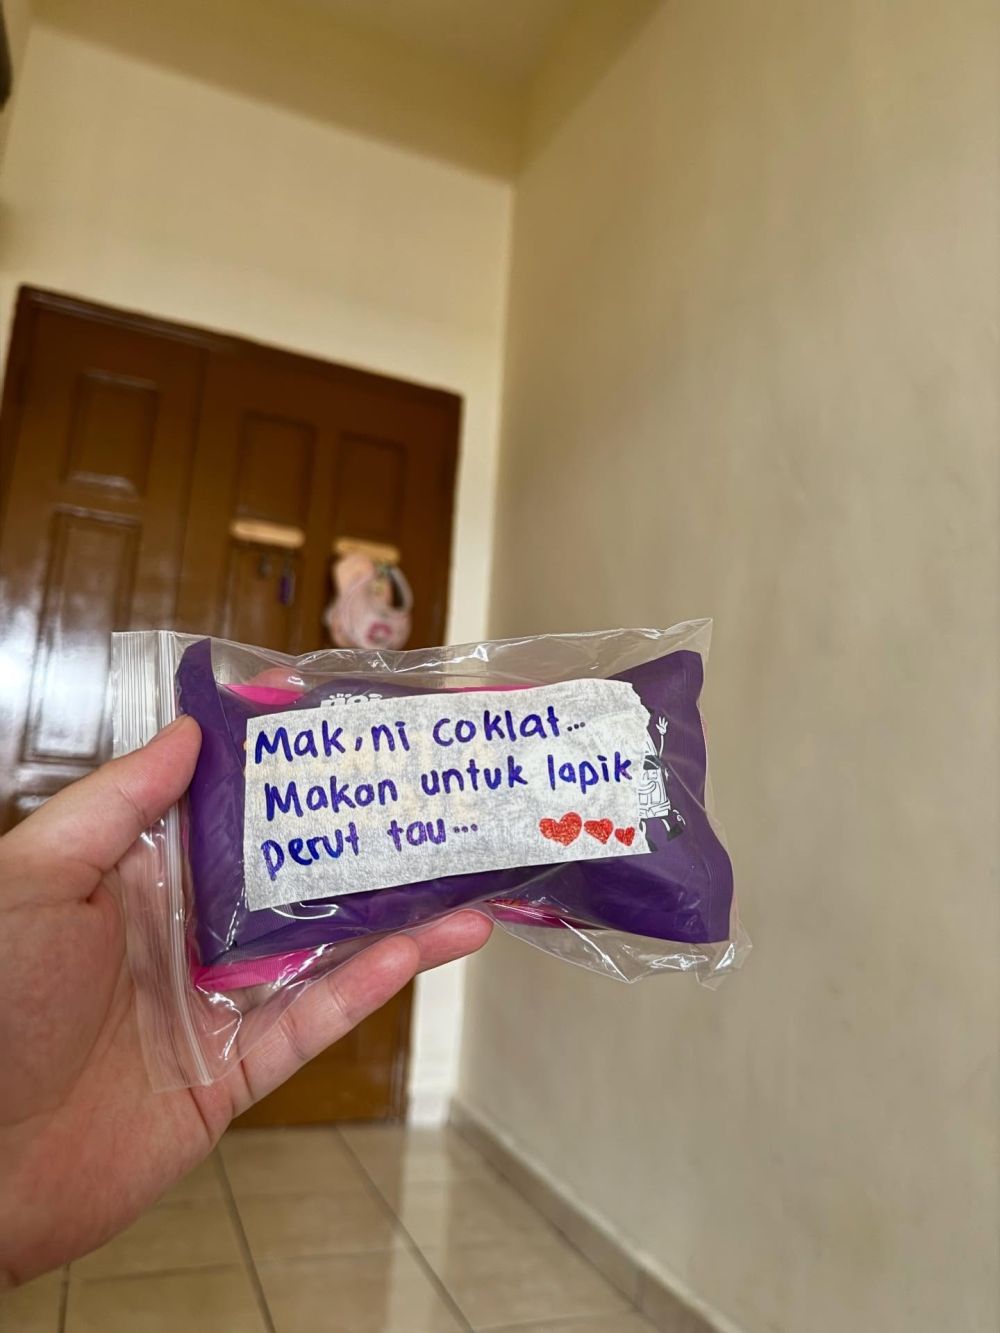 Mak, ni coklat...
Makan untuk lapik
perut tau...